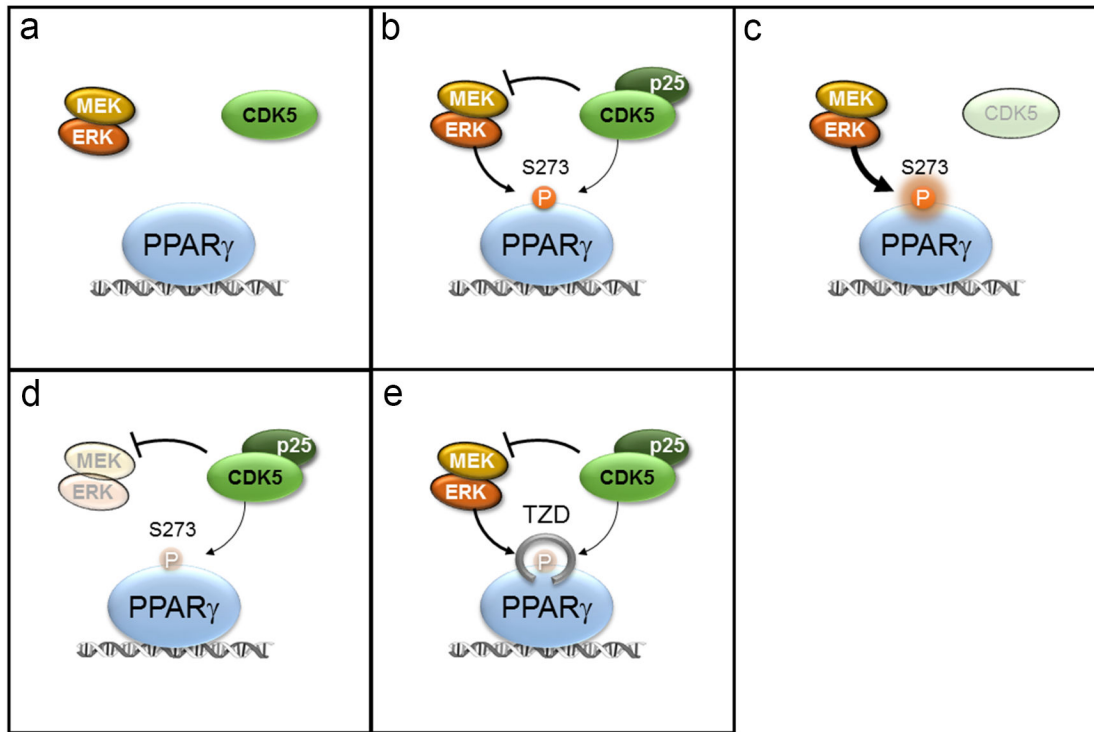 a
MEK
ERK
CDK5
PPARγ
b
MEK
ERK
p25
CDK5
S273
P
PPARγ
c
MEK
ERK
CDK5
S273
P
PPARγ
d
MEK
ERK
p25
CDK5
S273
P
PPARγ
e
MEK
ERK
p25
CDK5
TZD
P
PPARγ